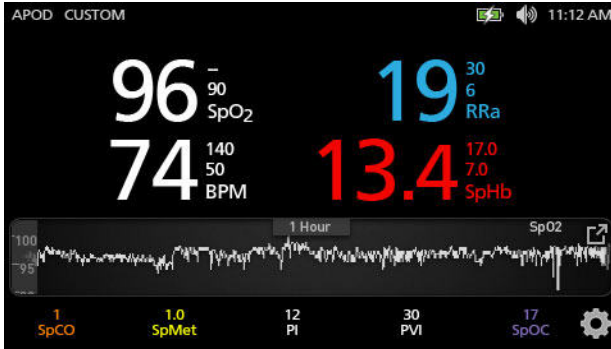 APOD CUSTOM 11:12 AM
96 – 90 SpO2
19 30 6 RRa
74 140 50 BPM
13.4 17.0 7.0 SpHb
1 Hour SpO2
100
95
1 1.0 12 30 17
SpCO SpMet PI PVI SpOC